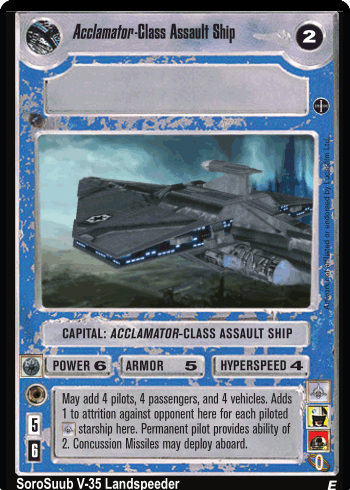 Acclamator-Class Assault Ship
2
CAPITAL: ACCLAMATOR-CLASS ASSAULT SHIP
POWER 6
ARMOR 5
HYPERSPEED 4
May add 4 pilots, 4 passengers, and 4 vehicles. Adds
1 to attrition against opponent here for each piloted
starship here. Permanent pilot provides ability of
2. Concussion Missiles may deploy aboard.
5
6
0
SoroSuub V-35 Landspeeder
E